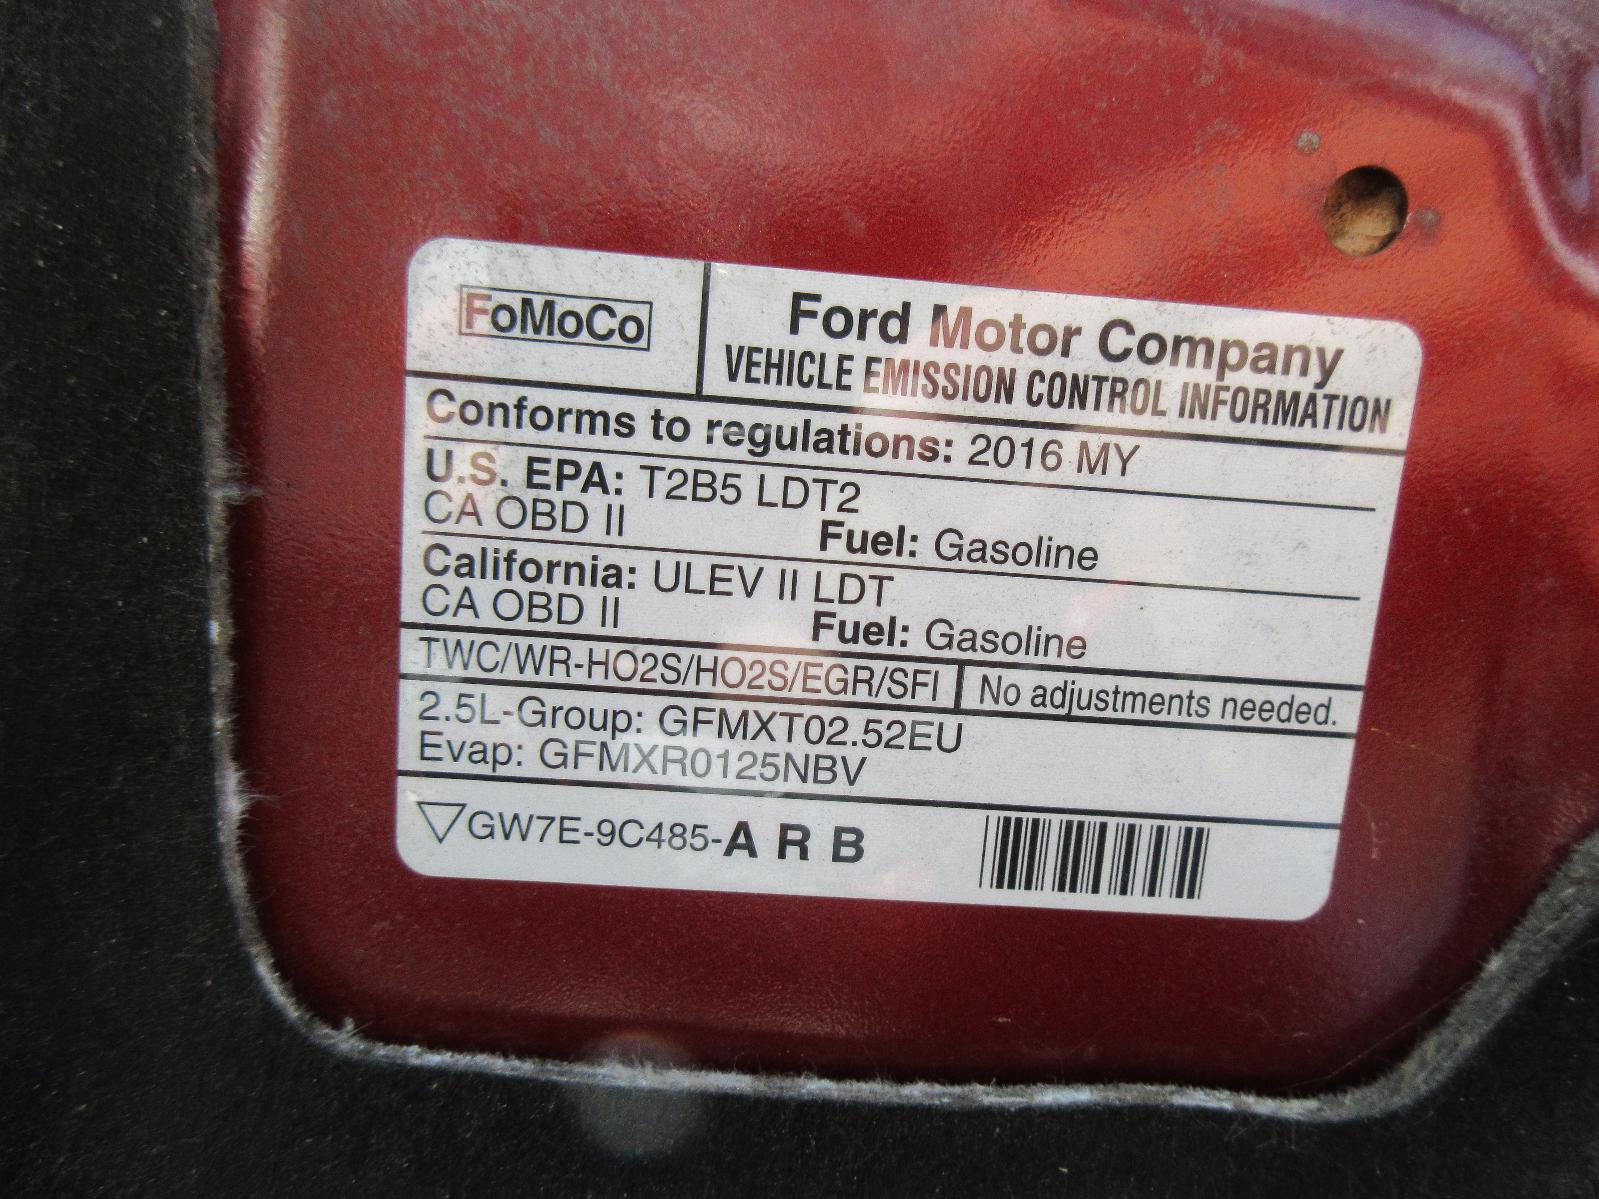 FoMoCo
Ford Motor Company
VEHICLE EMISSION CONTROL INFORMATION
Conforms to regulations: 2016 MY
U.S. EPA: T2B5 LDT2
CA OBD II Fuel: Gasoline
California: ULEV II LDT
CA OBD II Fuel: Gasoline
TWC/WR-HO2S/HO2S/EGR/SFI No adjustments needed.
2.5L-Group: GFMXT02.52EU
Evap: GFMXR0125NBV
GW7E-9C485-A R B